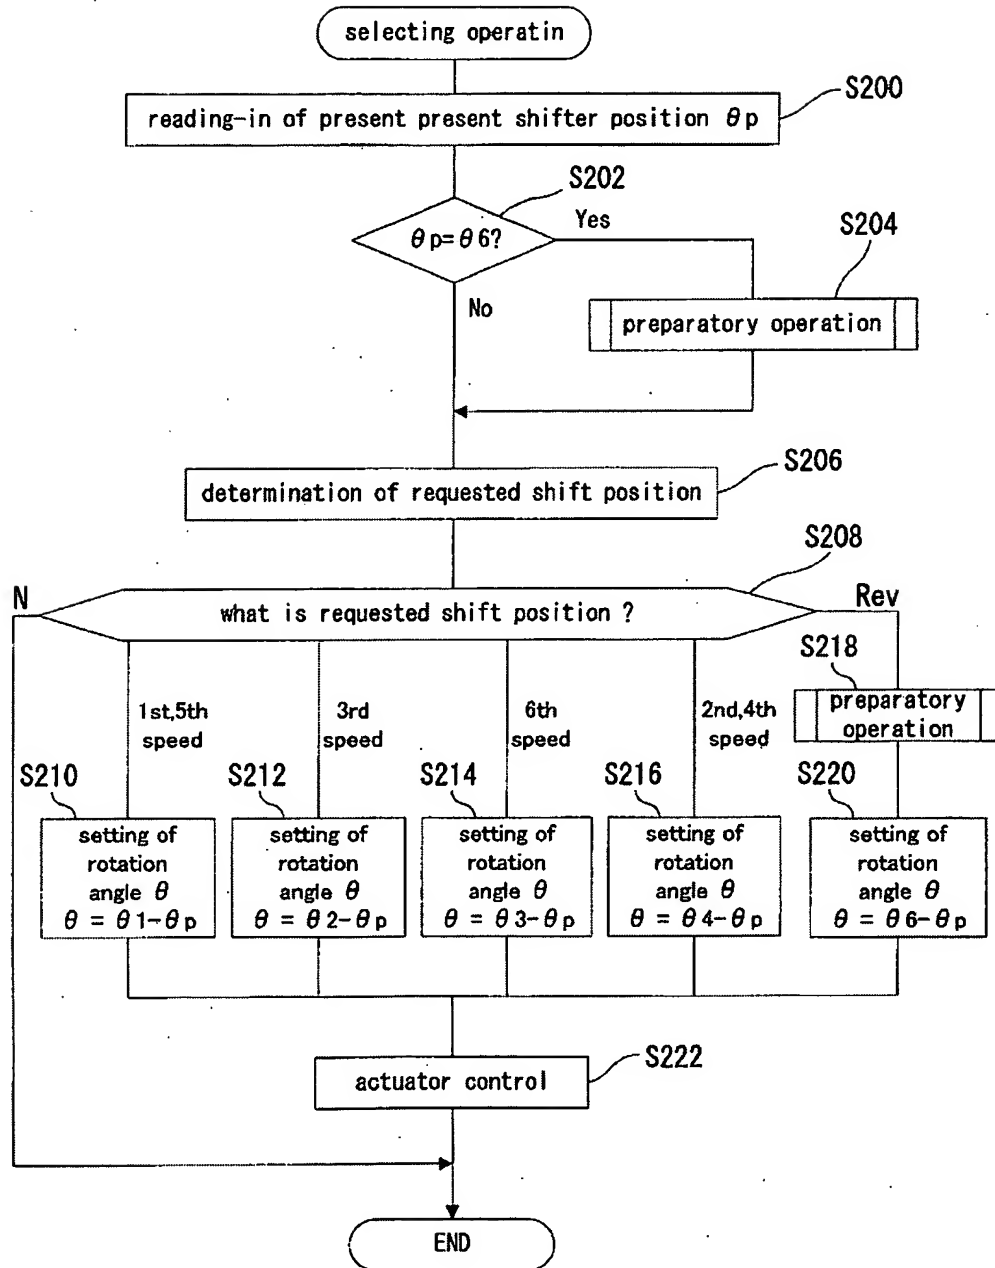 selecting operatin
S200
reading-in of present present shifter position θp
S202
θp=θ6?
Yes
S204
No
preparatory operation
S206
determination of requested shift position
S208
N
what is requested shift position ?
Rev
S218
preparatory
operation
1st,5th
speed
3rd
speed
6th
speed
2nd,4th
speed
S210
S212
S214
S216
S220
setting of
rotation
angle θ
θ = θ1-θp
setting of
rotation
angle θ
θ = θ2-θp
setting of
rotation
angle θ
θ = θ3-θp
setting of
rotation
angle θ
θ = θ4-θp
setting of
rotation
angle θ
θ = θ6-θp
S222
actuator control
END